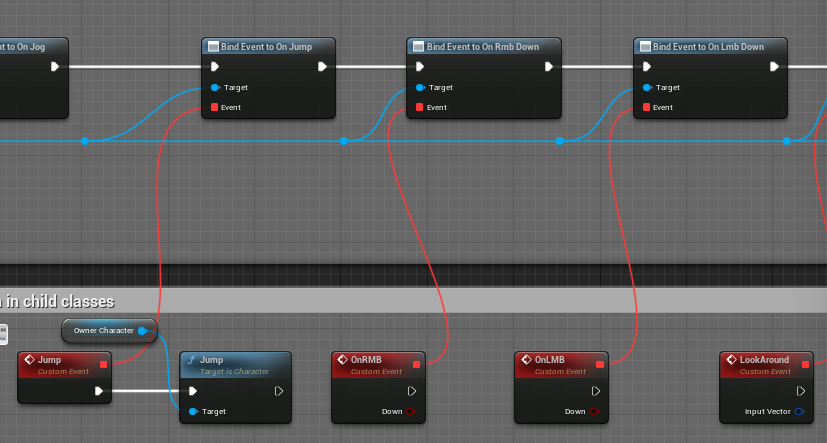 nt to On Jog
Bind Event to On Jump
Bind Event to On Rmb Down
Bind Event to On Lmb Down
Target
Target
Target
Event
Event
Event
in child classes
Owner Character
Jump
Custom Event
Jump
Target is Character
OnRMB
Custom Event
OnLMB
Custom Event
LookAround
Custom Event
Target
Down
Down
Input Vector